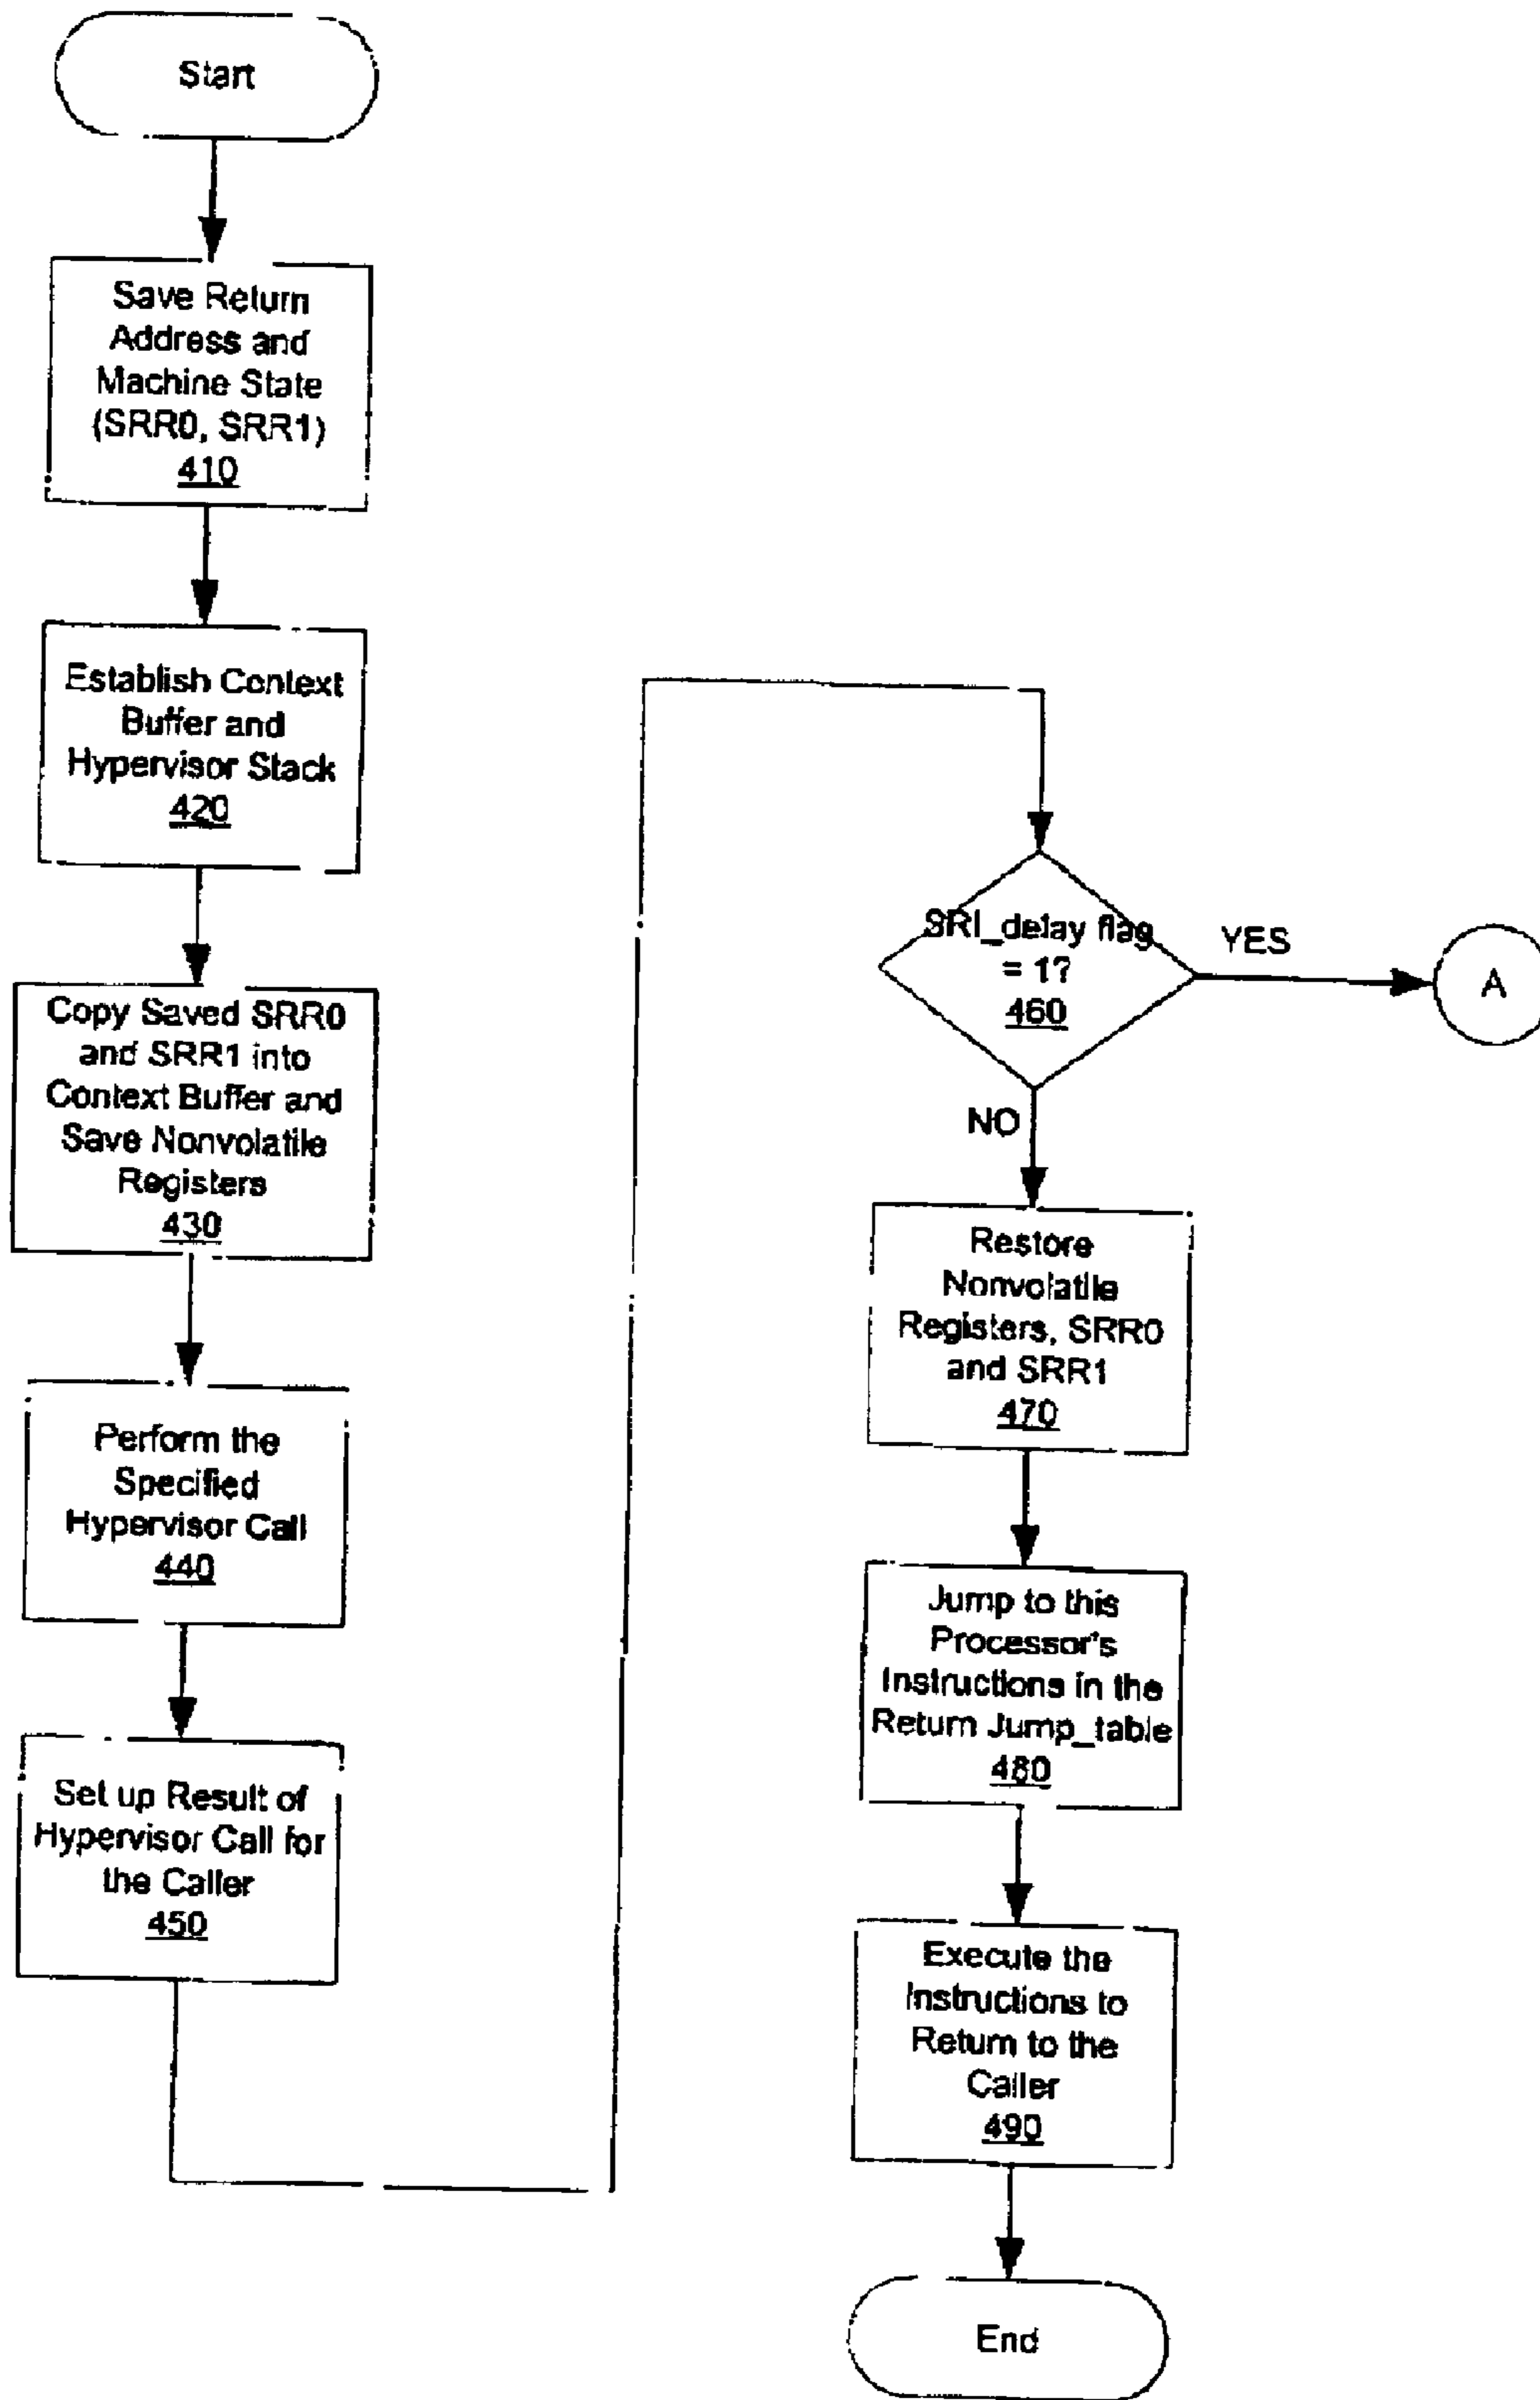 Start
Save Return
Address and
Machine State
(SRR0, SRR1)
410
Establish Context
Buffer and
Hypervisor Stack
420
Copy Saved SRR0
and SRR1 into
Context Buffer and
Save Nonvolatile
Registers
430
Perform the
Specified
Hypervisor Call
440
Set up Result of
Hypervisor Call for
the Caller
450
SRI_delay flag
= 1?
460
YES
A
NO
Restore
Nonvolatile
Registers, SRR0
and SRR1
470
Jump to this
Processor's
Instructions in the
Return Jump_table
480
Execute the
Instructions to
Return to the
Caller
490
End